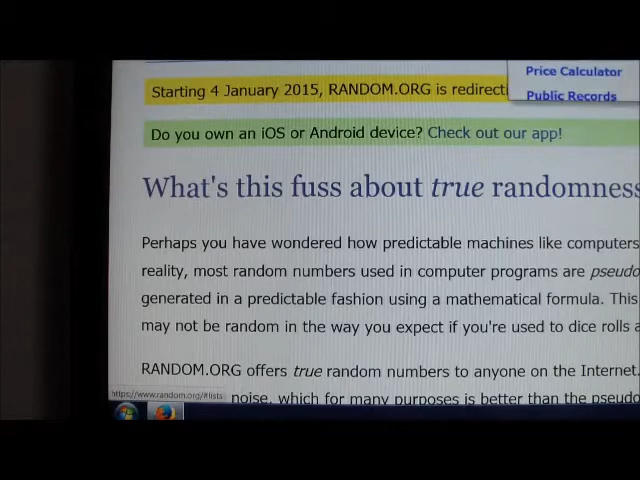 Price Calculator
Public Records
Starting 4 January 2015, RANDOM.ORG is redirecti
Do you own an iOS or Android device? Check out our app!
What's this fuss about true randomness
Perhaps you have wondered how predictable machines like computers
reality, most random numbers used in computer programs are pseudo
generated in a predictable fashion using a mathematical formula. This
may not be random in the way you expect if you're used to dice rolls a
RANDOM.ORG offers true random numbers to anyone on the Internet.
noise, which for many purposes is better than the pseudo
https://www.random.org/#lists